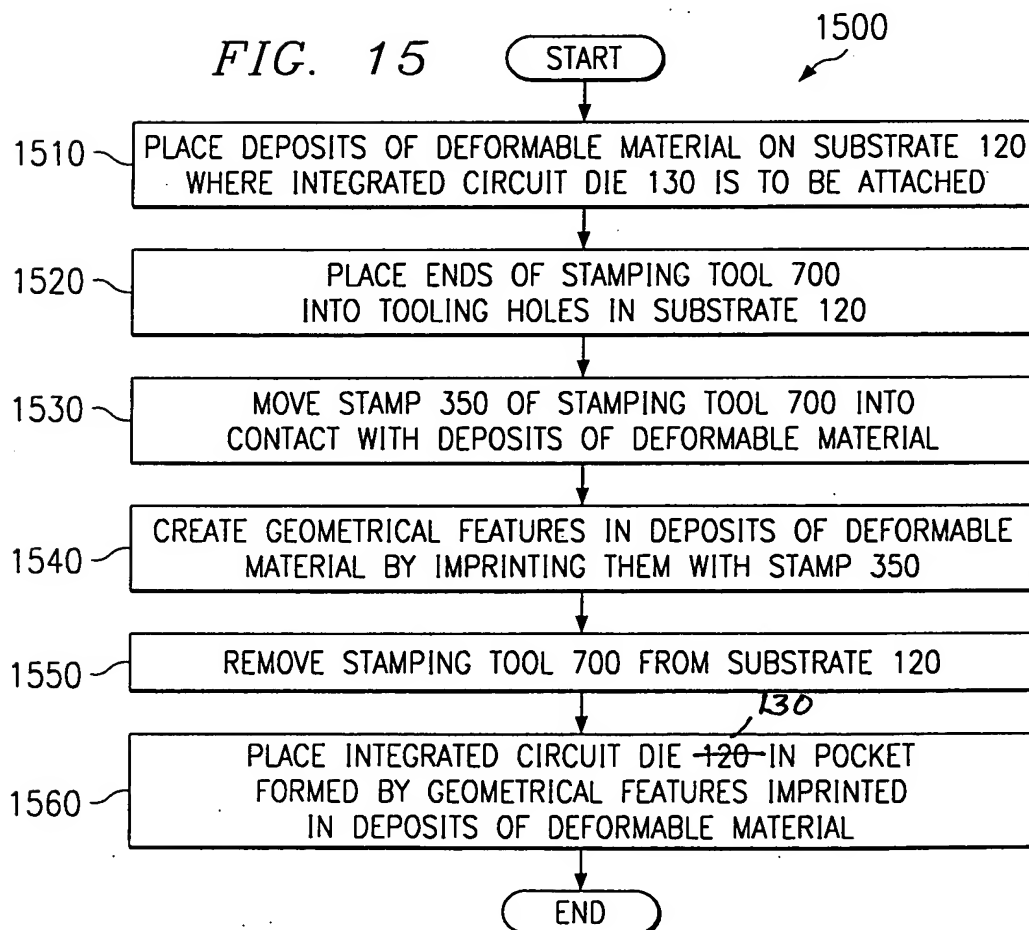 FIG. 15
START
1500
1510
PLACE DEPOSITS OF DEFORMABLE MATERIAL ON SUBSTRATE 120
WHERE INTEGRATED CIRCUIT DIE 130 IS TO BE ATTACHED
1520
PLACE ENDS OF STAMPING TOOL 700
INTO TOOLING HOLES IN SUBSTRATE 120
1530
MOVE STAMP 350 OF STAMPING TOOL 700 INTO
CONTACT WITH DEPOSITS OF DEFORMABLE MATERIAL
1540
CREATE GEOMETRICAL FEATURES IN DEPOSITS OF DEFORMABLE
MATERIAL BY IMPRINTING THEM WITH STAMP 350
1550
REMOVE STAMPING TOOL 700 FROM SUBSTRATE 120
130
1560
PLACE INTEGRATED CIRCUIT DIE 120 IN POCKET
FORMED BY GEOMETRICAL FEATURES IMPRINTED
IN DEPOSITS OF DEFORMABLE MATERIAL
END